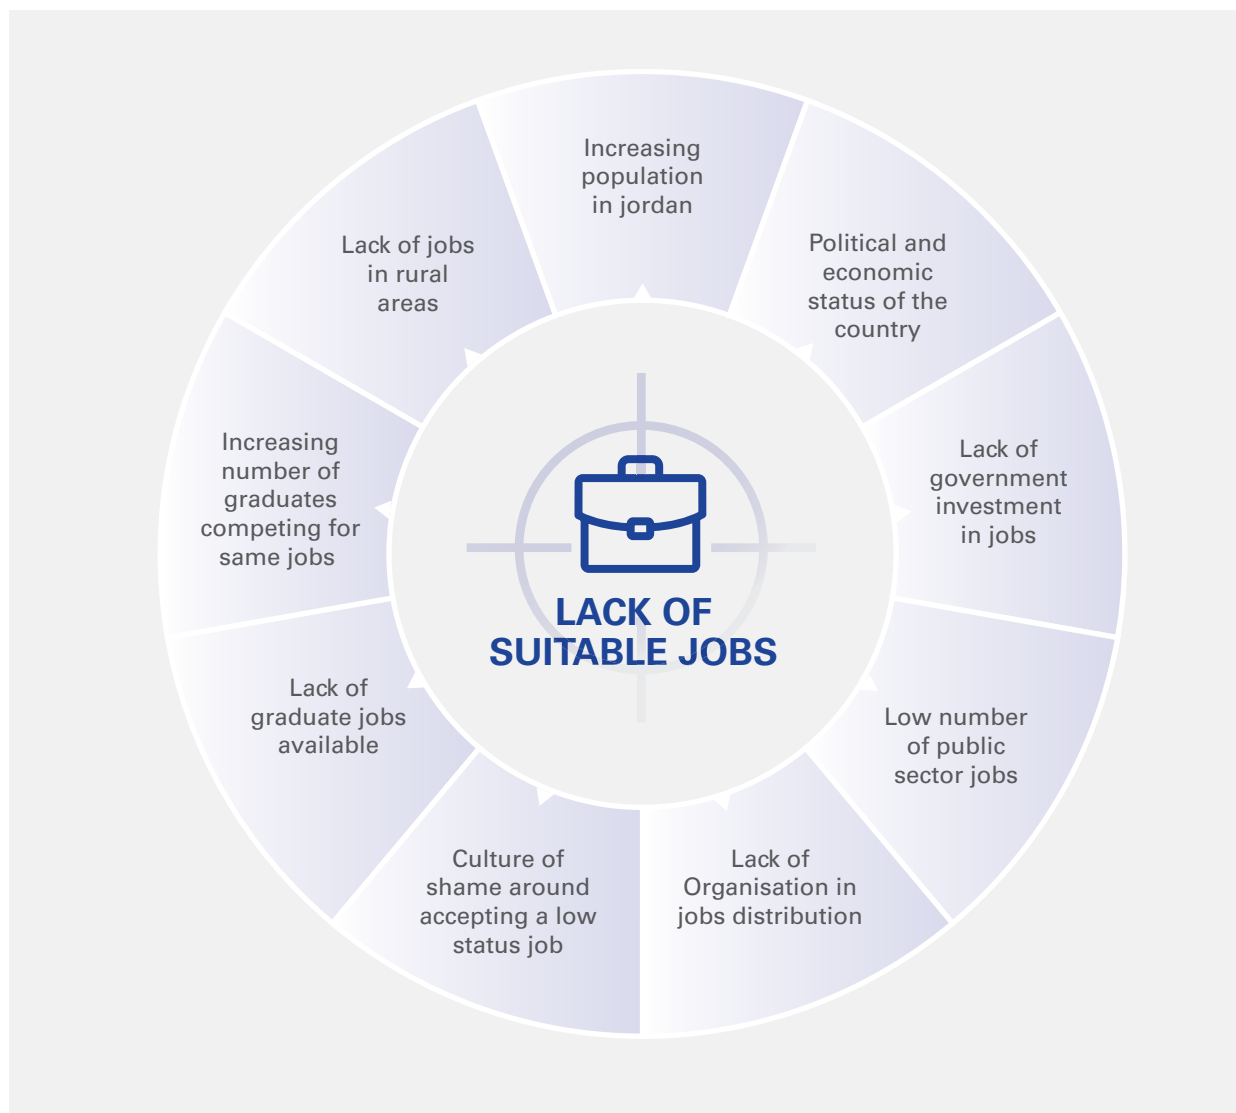 Increasing
population
in jordan
Political and
economic
status of the
country
Lack of
government
investment
in jobs
Low number
of public
sector jobs
Lack of
Organisation in
jobs distribution
Culture of
shame around
accepting a low
status job
Lack of
graduate jobs
available
Increasing
number of
graduates
competing for
same jobs
Lack of jobs
in rural
areas
LACK OF
SUITABLE JOBS